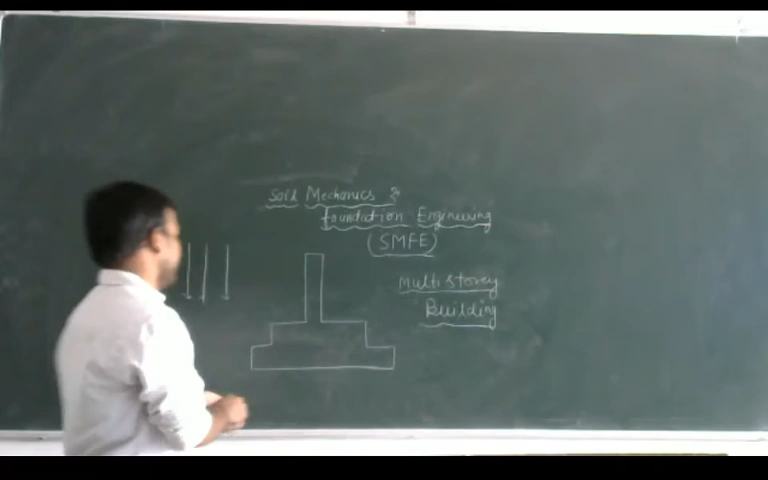 Soil Mechanics &
foundation Engineering
(SMFE)
Multi storey
Building